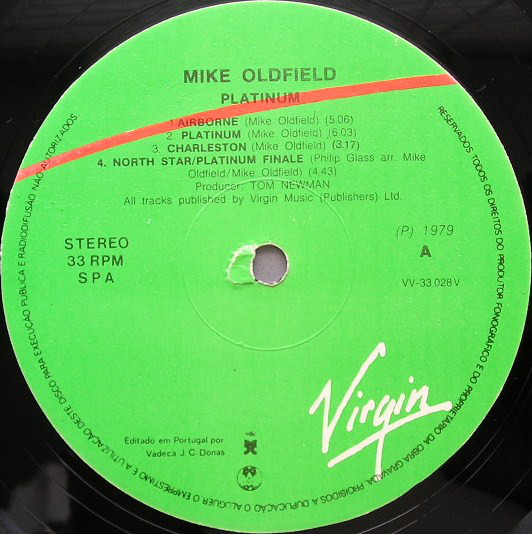 MIKE OLDFIELD
PLATINUM
1. AIRBORNE (Mike Oldfield) (5.06)
2. PLATINUM (Mike Oldfield) (6.03)
3. CHARLESTON (Mike Oldfield) (3.17)
4. NORTH STAR/PLATINUM FINALE (Philip Glass arr. Mike
Oldfield/Mike Oldfield) (4.43)
Producer: TOM NEWMAN
All tracks published by Virgin Music (Publishers) Ltd.
STEREO
33 RPM
SPA
(P) 1979
A
VV-33.028 V
Virgin
Editado em Portugal por
Vadeca J. C. Donas
RESERVADOS TODOS OS DIREITOS DO PRODUTOR FONOGRÁFICO E DO PROPRIETÁRIO DA OBRA GRAVADA. PROIBIDOS A DUPLICAÇÃO O ALUGUER O EMPRÉSTIMO E A UTILIZAÇÃO DESTE DISCO PARA EXECUÇÃO PÚBLICA E RADIODIFUSÃO NÃO AUTORIZADOS